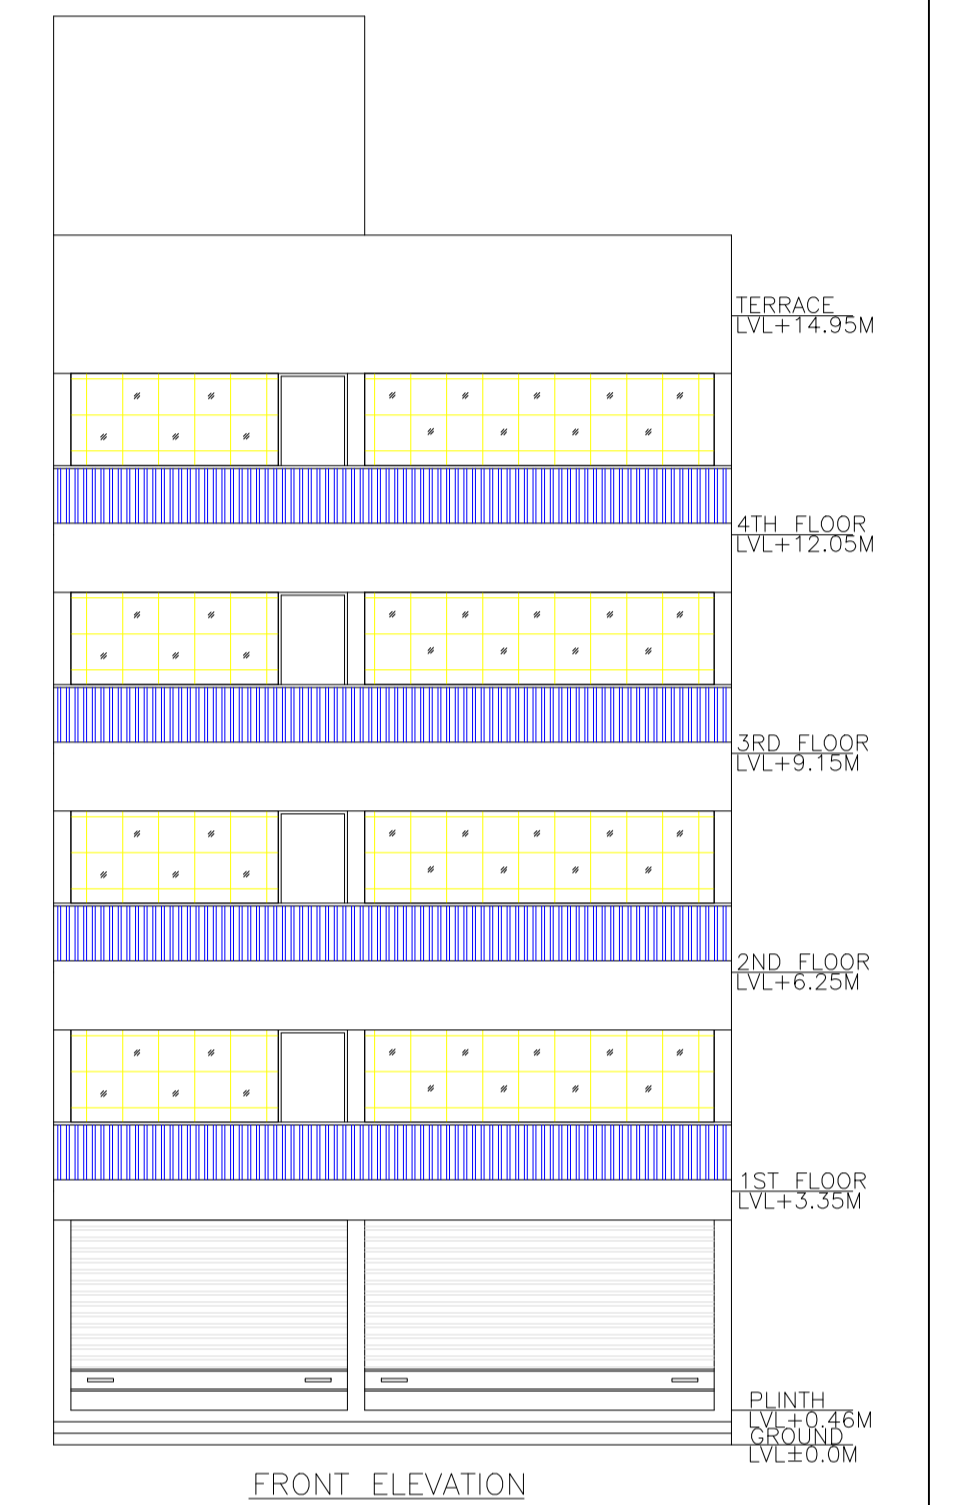 TERRACE
LVL+14.95M
4TH FLOOR
LVL+12.05M
3RD FLOOR
LVL+9.15M
2ND FLOOR
LVL+6.25M
1ST FLOOR
LVL+3.35M
PLINTH
LVL+0.46M
GROUND
LVL±0.0M
FRONT ELEVATION